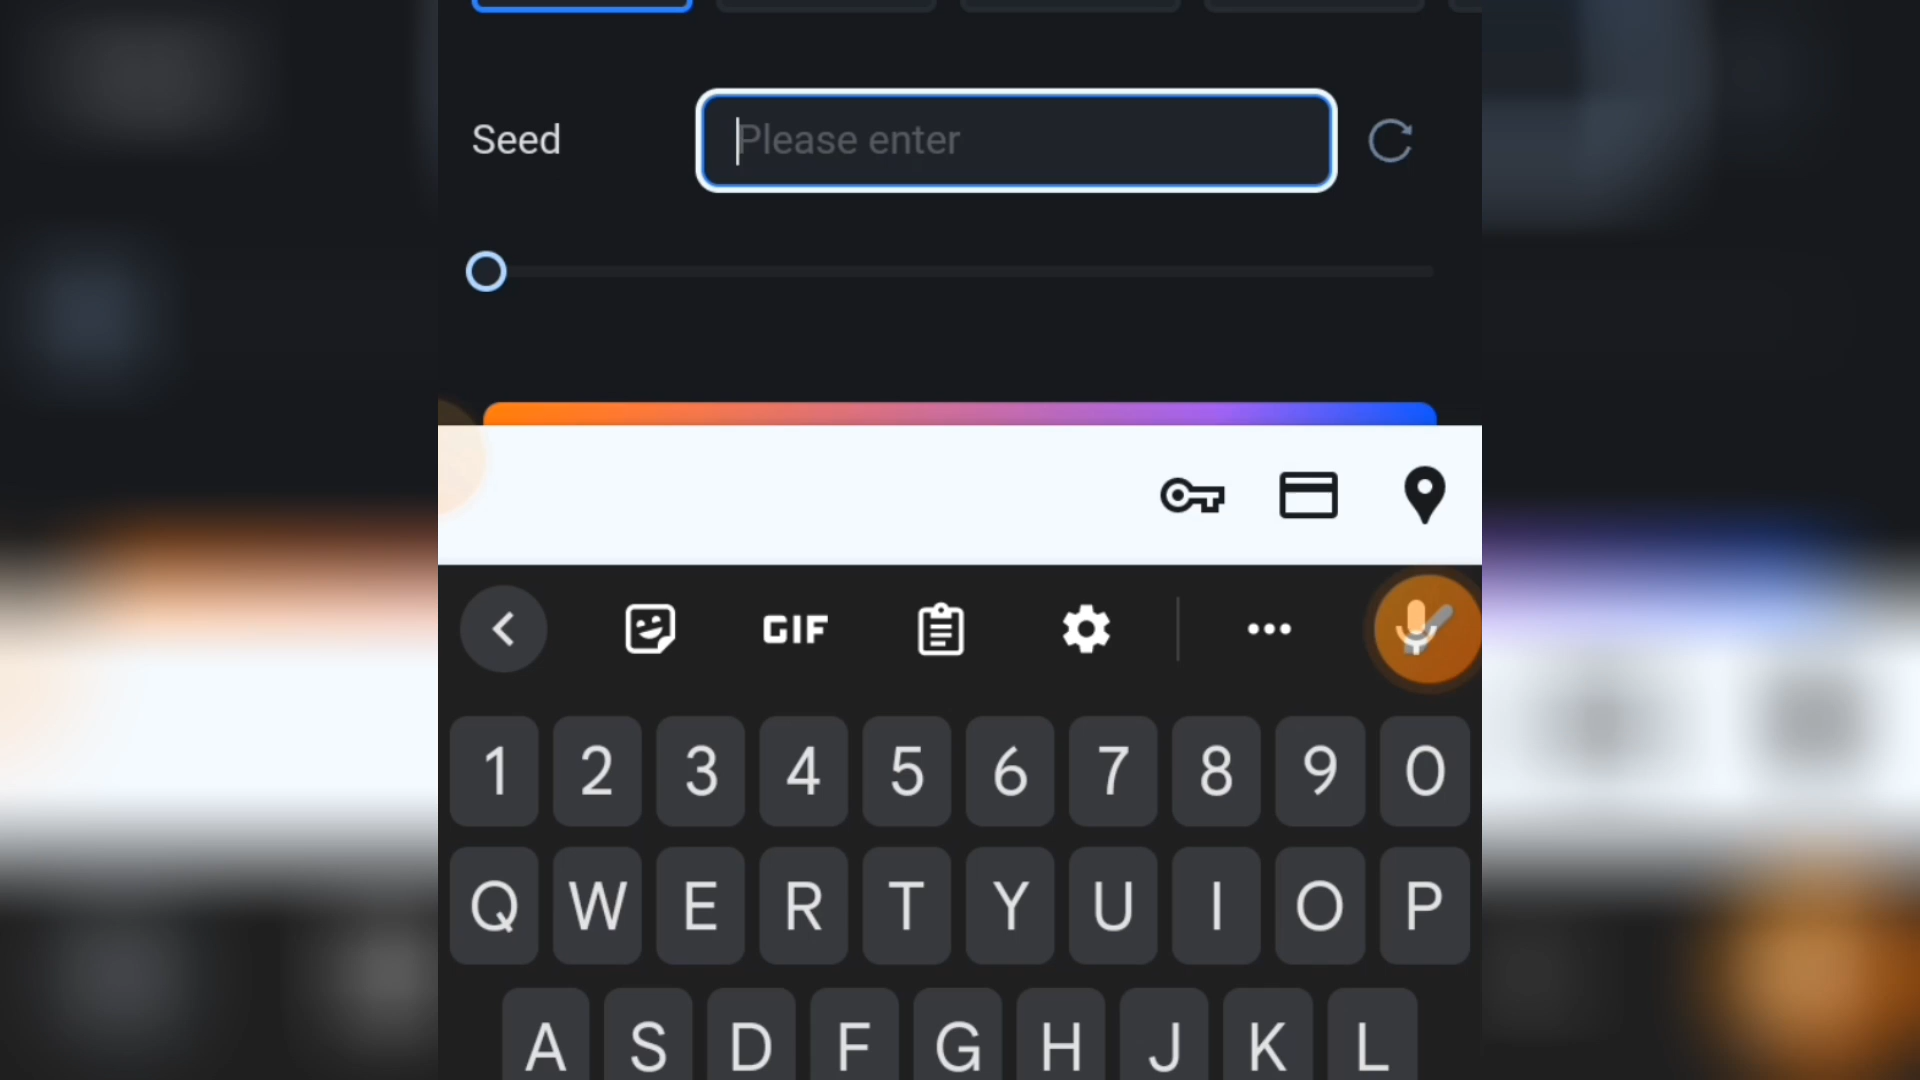 Seed Please enter
GIF
1 2 3 4 5 6 7 8 9 0
Q W E R T Y U I O P
A S D F G H J K L